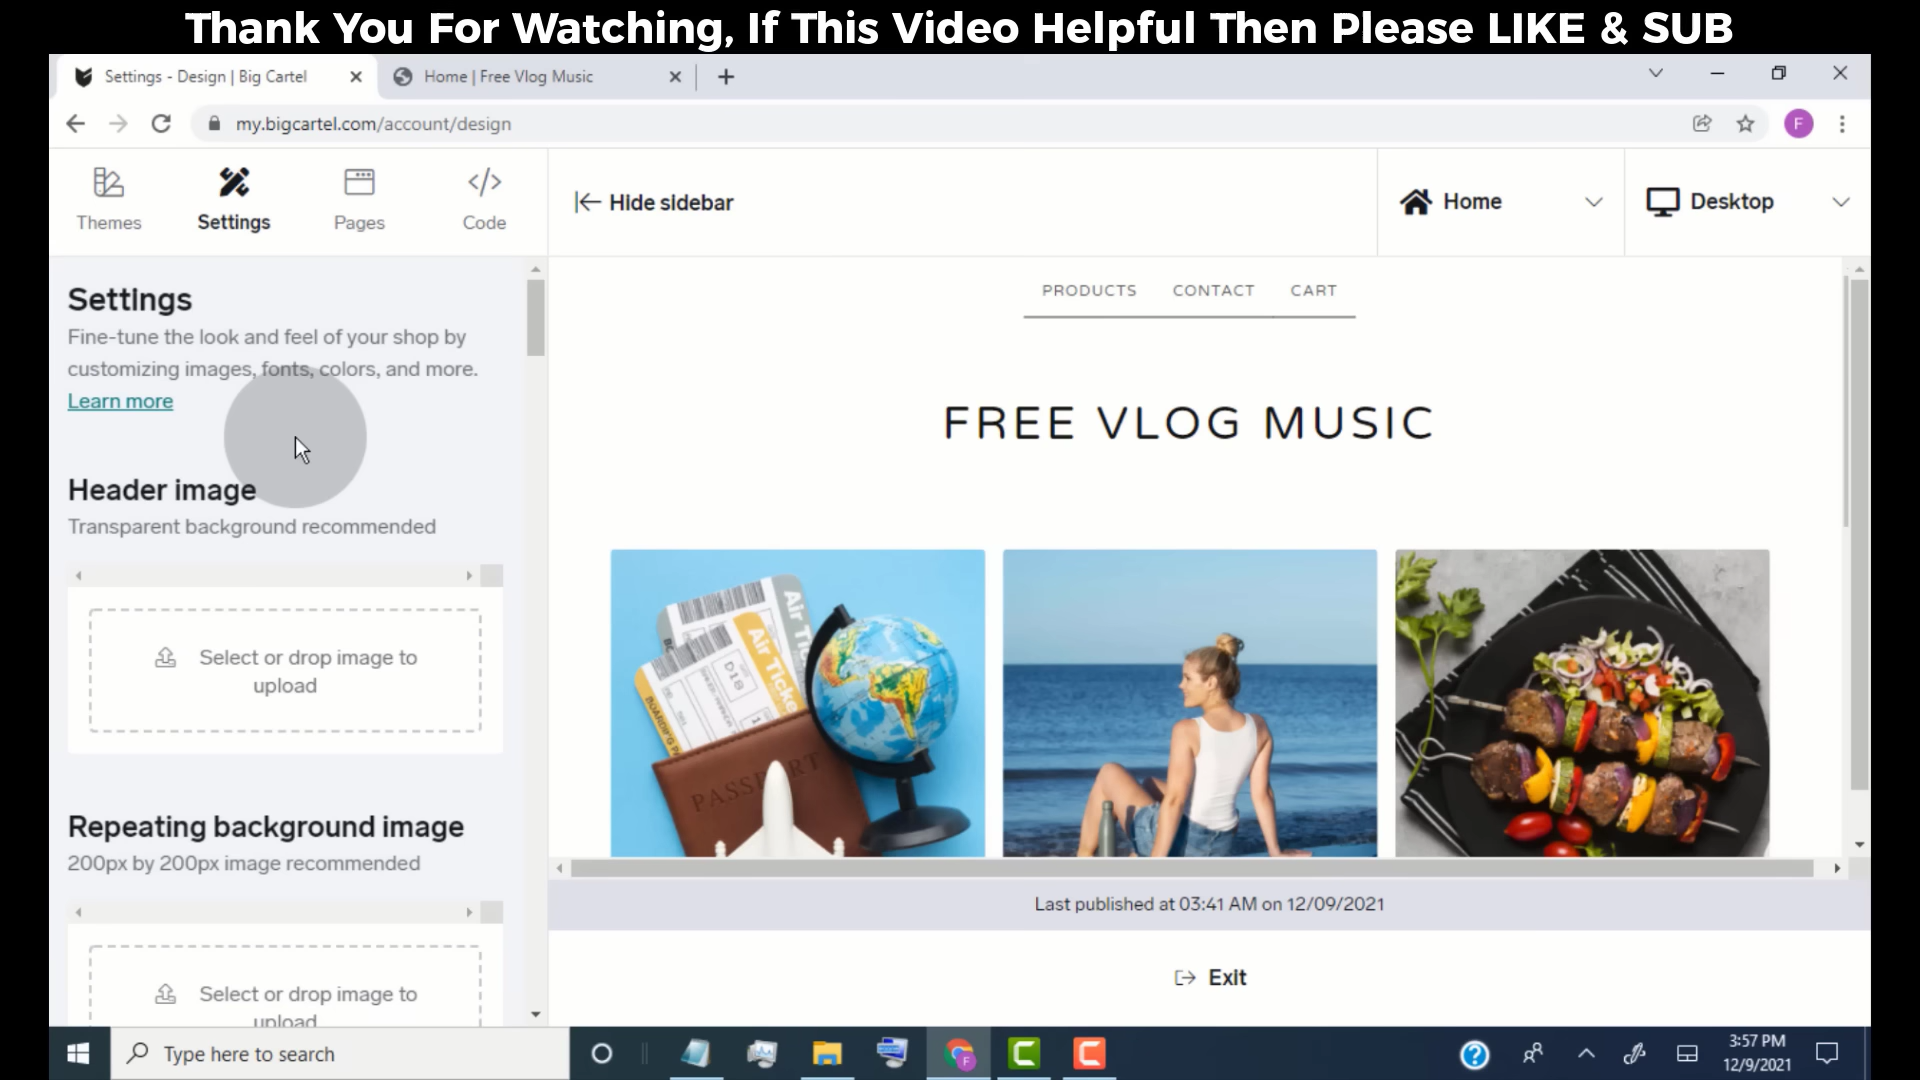 Thank You For Watching, If This Video Helpful Then Please LIKE & SUB
Settings - Design | Big Cartel
Home | Free Vlog Music
my.bigcartel.com/account/design
F
Themes
Settings
Pages
Code
Hide sidebar
Home
Desktop
Settings
Fine-tune the look and feel of your shop by
customizing images, fonts, colors, and more.
Learn more
Header image
Transparent background recommended
Select or drop image to
upload
Repeating background image
200px by 200px image recommended
Select or drop image to
upload
PRODUCTS
CONTACT
CART
FREE VLOG MUSIC
Air Ticke
D18
PASSPORT
Last published at 03:41 AM on 12/09/2021
Exit
Type here to search
3:57 PM
12/9/2021